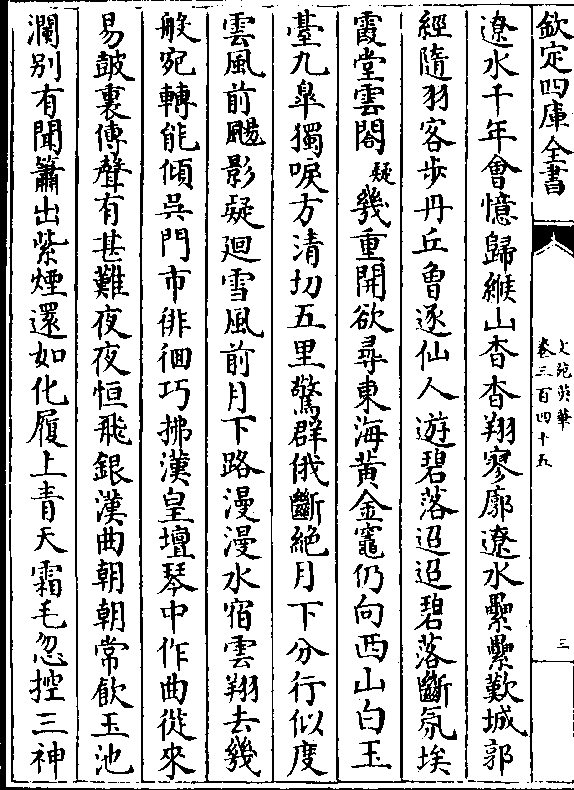 欽定四庫全書
文苑英華
卷三百四十五
三
遼水千年會憶歸緱山杳杳翔寥廓遼水纍纍歎城郭
經隨羽客步丹丘曾逐仙人遊碧落迢迢碧落斷氛埃
霞堂雲閣疑幾重開欲尋東海黄金竈仍向西山白玉
臺九臯獨唳方清切五里驚群俄斷絶月下分行似度
雲風前颺影疑廻雪風前月下路漫漫水宿雲翔去幾
般宛轉能傾吳門市徘徊巧拂漢皇壇琴中作曲從來
易皷裏傳聲有甚難夜夜恒飛銀漢曲朝朝常飲玉池
瀾别有聞簫出紫煙還如化履上青天霜毛忽控三神